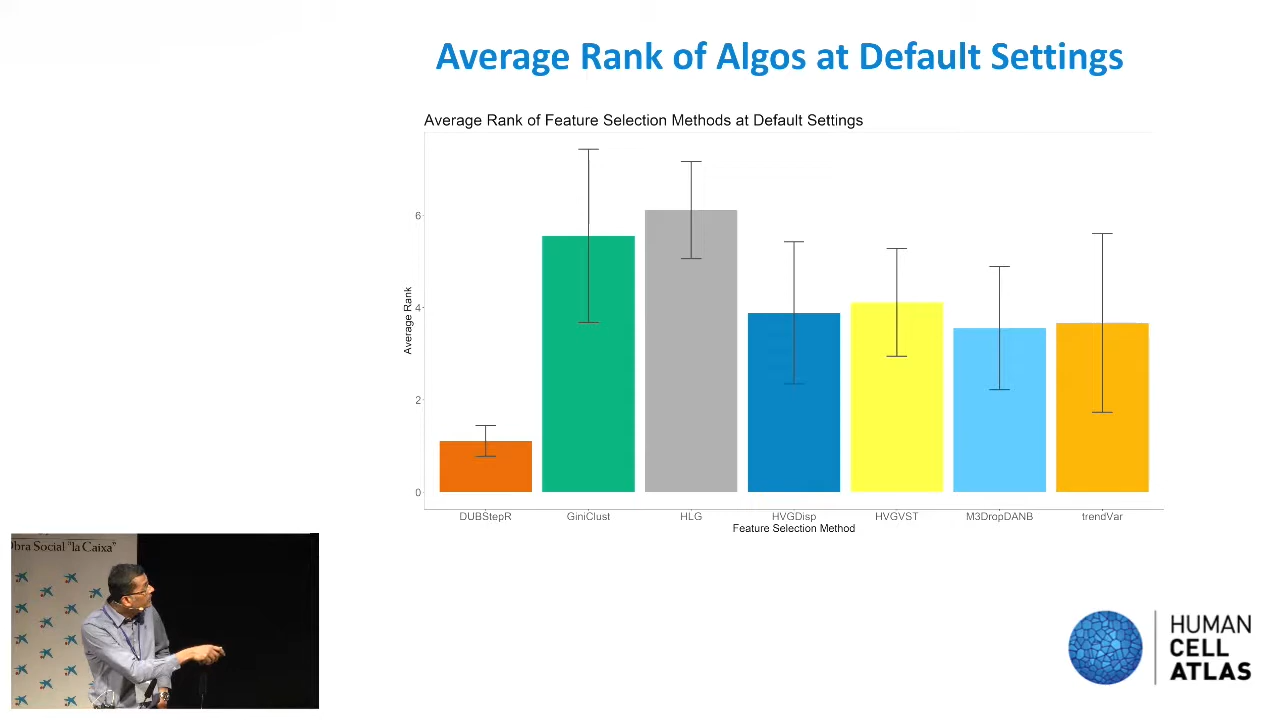 Average Rank of Algos at Default Settings
Average Rank of Feature Selection Methods at Default Settings
Average Rank
6
4
2
0
DUBStepR GiniClust HLG HVGDisp HVGVST M3DropDANB trendVar
Feature Selection Method
bra Social "la Caixa"
HUMAN
CELL
ATLAS